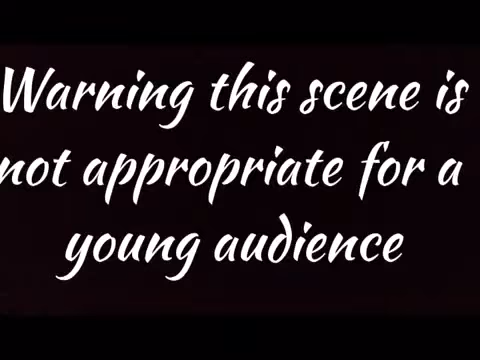 Warning this scene is
not appropriate for a
young audience